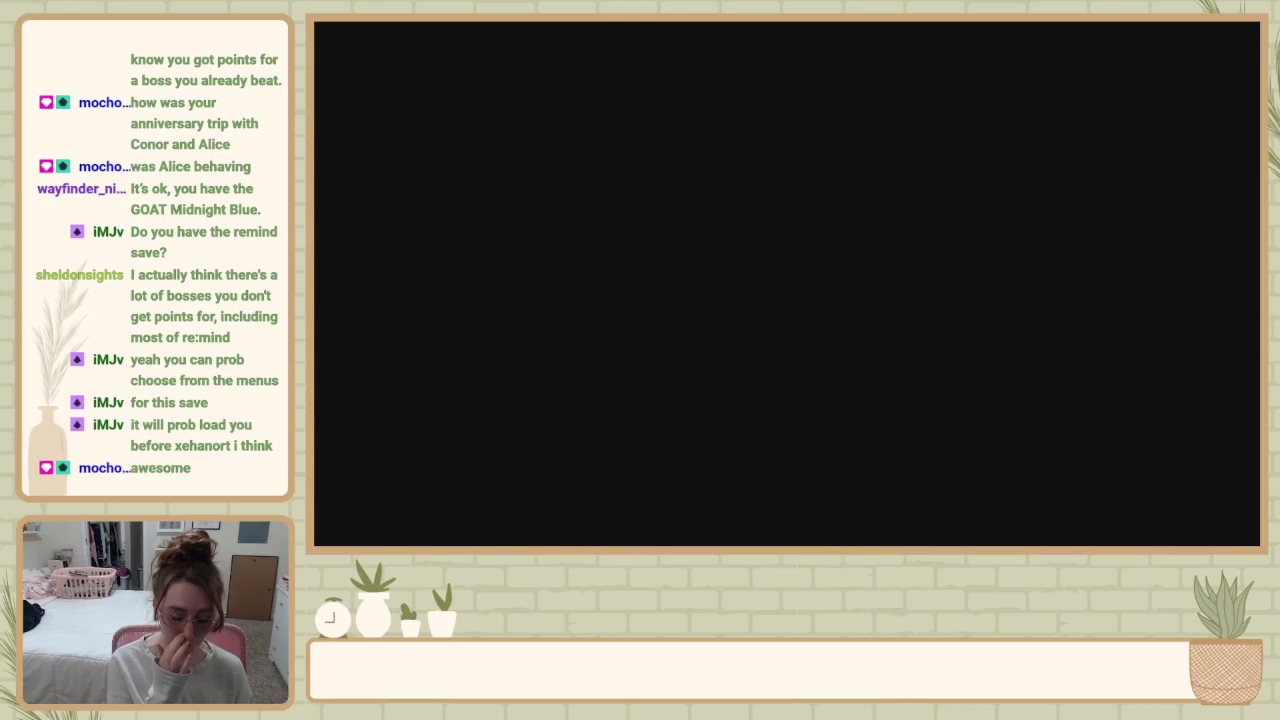 know you got points for
a boss you already beat.
mocho... how was your
anniversary trip with
Conor and Alice
mocho... was Alice behaving
wayfinder_ni... It's ok, you have the
GOAT Midnight Blue.
iMJv Do you have the remind
save?
sheldonsights I actually think there's a
lot of bosses you don't
get points for, including
most of re:mind
iMJv yeah you can prob
choose from the menus
iMJv for this save
iMJv it will prob load you
before xehanort i think
mocho... awesome